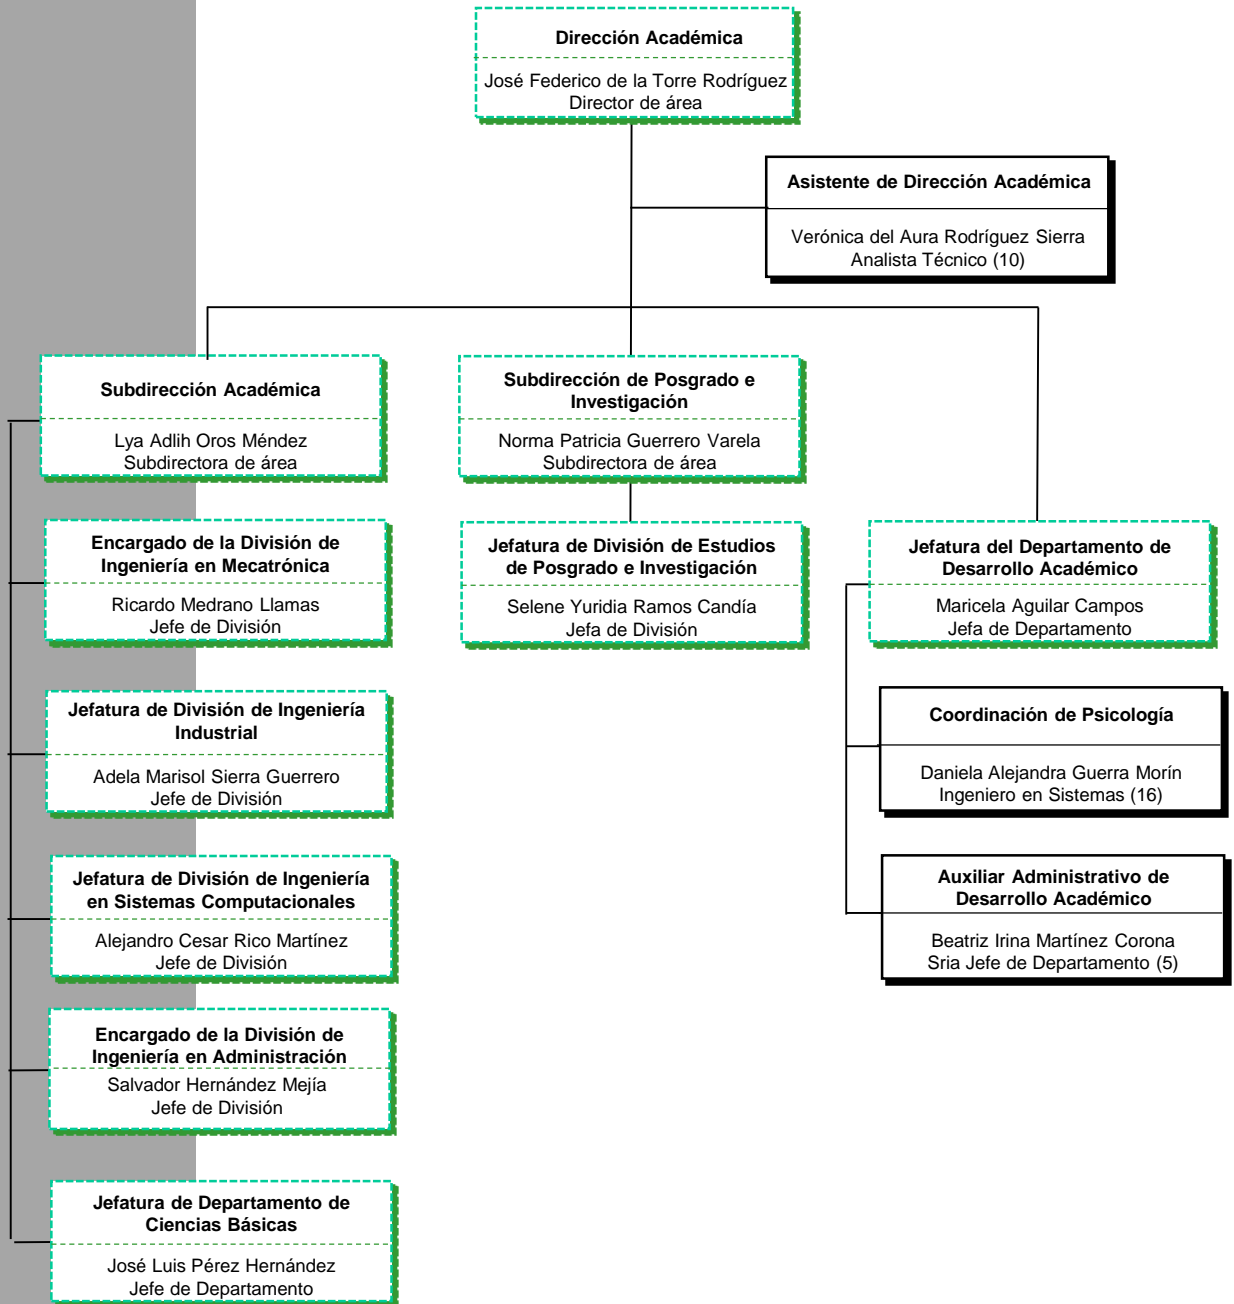 Dirección Académica
José Federico de la Torre Rodríguez
Director de área
Asistente de Dirección Académica
Verónica del Aura Rodríguez Sierra
Analista Técnico (10)
Subdirección Académica
Lya Adlih Oros Méndez
Subdirectora de área
Subdirección de Posgrado e
Investigación
Norma Patricia Guerrero Varela
Subdirectora de área
Encargado de la División de
Ingeniería en Mecatrónica
Ricardo Medrano Llamas
Jefe de División
Jefatura de División de Estudios
de Posgrado e Investigación
Selene Yuridia Ramos Candía
Jefa de División
Jefatura del Departamento de
Desarrollo Académico
Maricela Aguilar Campos
Jefa de Departamento
Jefatura de División de Ingeniería
Industrial
Adela Marisol Sierra Guerrero
Jefe de División
Coordinación de Psicología
Daniela Alejandra Guerra Morín
Ingeniero en Sistemas (16)
Jefatura de División de Ingeniería
en Sistemas Computacionales
Alejandro Cesar Rico Martínez
Jefe de División
Auxiliar Administrativo de
Desarrollo Académico
Beatriz Irina Martínez Corona
Sria Jefe de Departamento (5)
Encargado de la División de
Ingeniería en Administración
Salvador Hernández Mejía
Jefe de División
Jefatura de Departamento de
Ciencias Básicas
José Luis Pérez Hernández
Jefe de Departamento